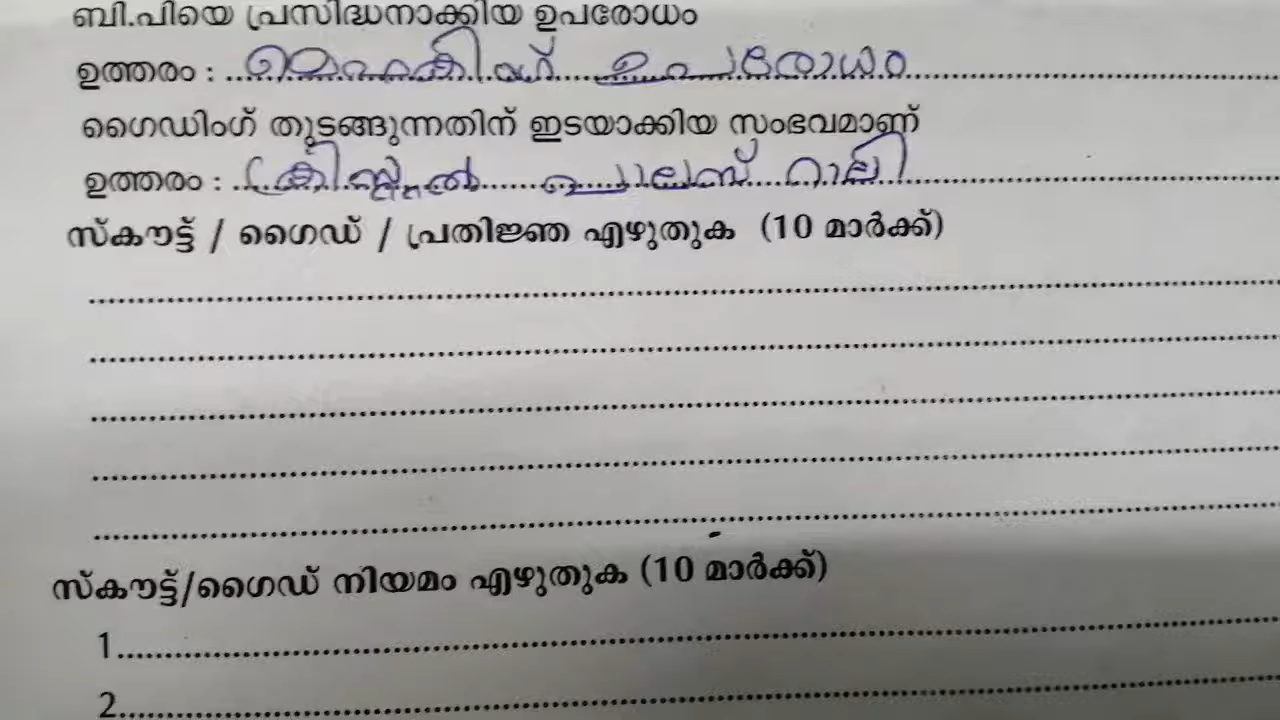 ബി.പിയെ പ്രസിദ്ധനാക്കിയ ഉപരോധം
ഉത്തരം : മെഫെകിങ് ഉപരോധം
ഗൈഡിംഗ് തുടങ്ങുന്നതിന് ഇടയാക്കിയ സംഭവമാണ്
ഉത്തരം : ക്രിസ്റ്റൽ പാലസ് റാലി
സ്കൗട്ട് / ഗൈഡ് / പ്രതിജ്ഞ എഴുതുക (10 മാർക്ക്)
സ്കൗട്ട്/ഗൈഡ് നിയമം എഴുതുക (10 മാർക്ക്)
1
2